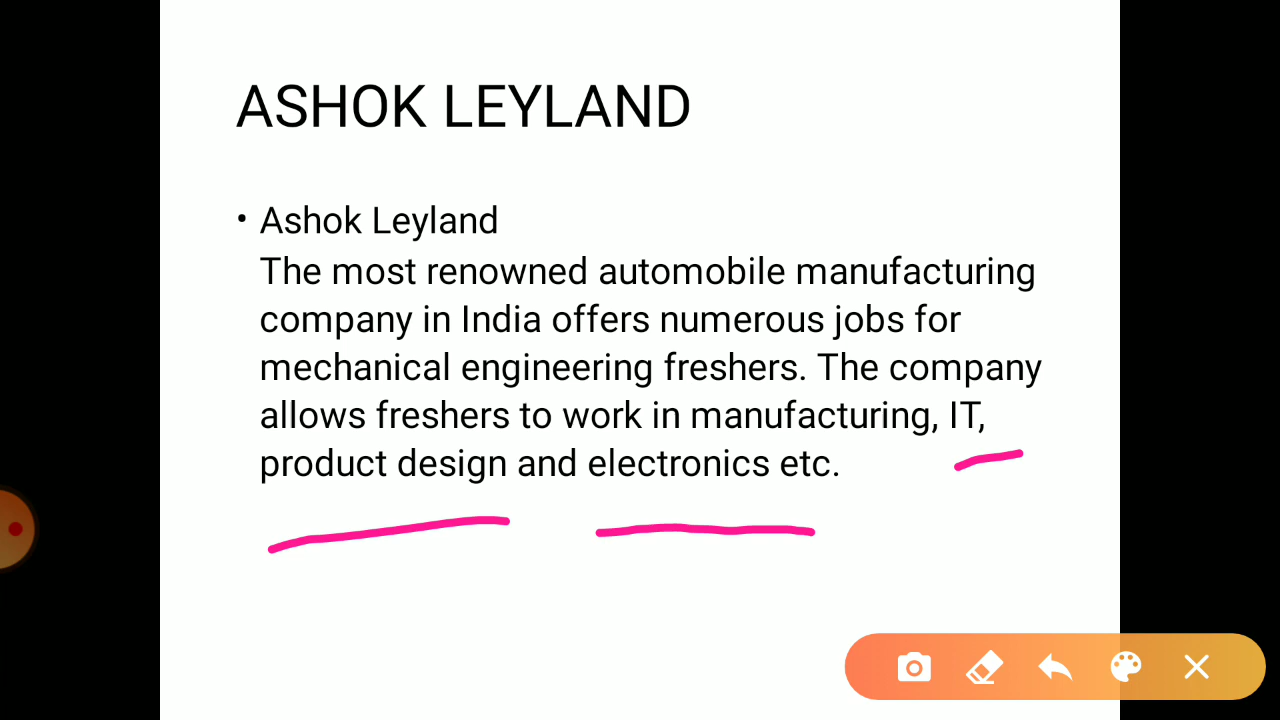 ASHOK LEYLAND
• Ashok Leyland
The most renowned automobile manufacturing
company in India offers numerous jobs for
mechanical engineering freshers. The company
allows freshers to work in manufacturing, IT,
product design and electronics etc.